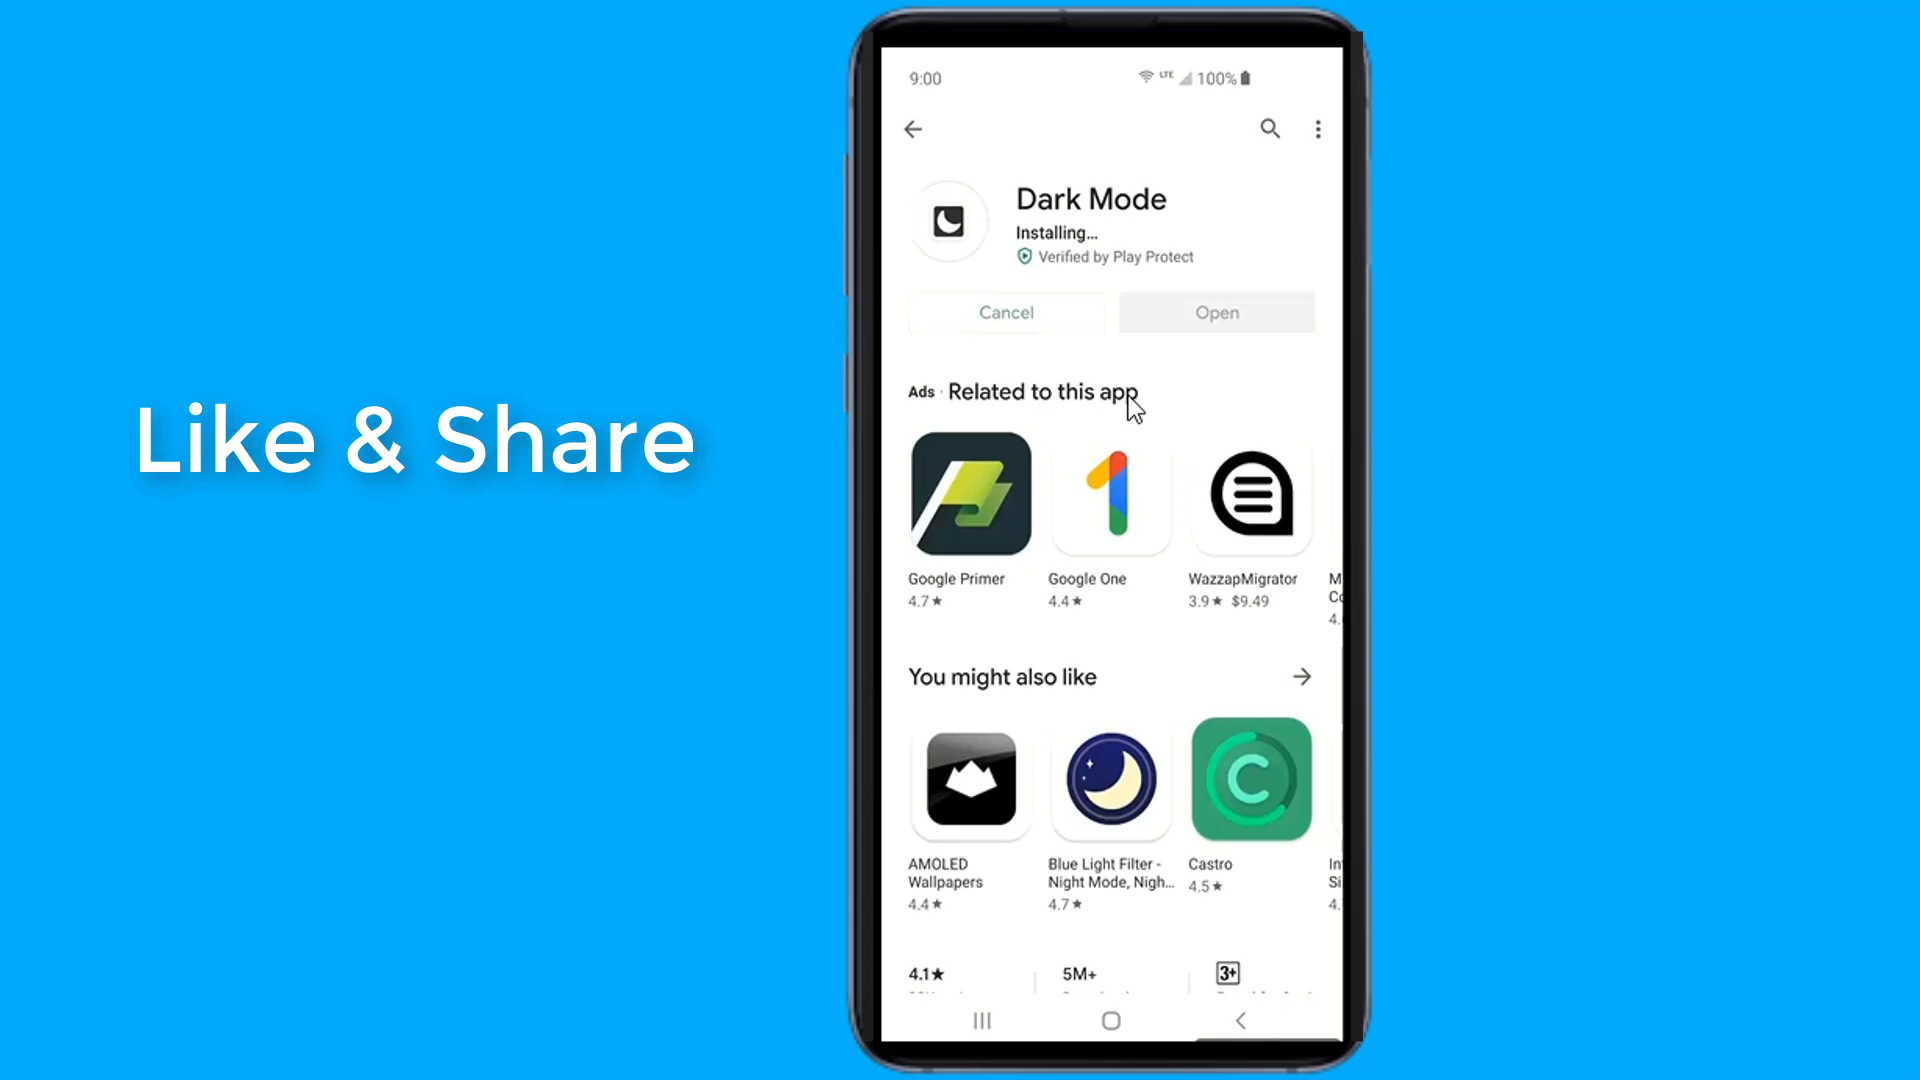 Like & Share
9:00
LTE 100%
Dark Mode
Installing...
Verified by Play Protect
Cancel
Open
Ads · Related to this app
Google Primer
4.7★
Google One
4.4★
WazzapMigrator
3.9★ $9.49
You might also like
AMOLED
Wallpapers
4.4★
Blue Light Filter -
Night Mode, Nigh...
4.7★
Castro
4.5★
4.1★
5M+
3+